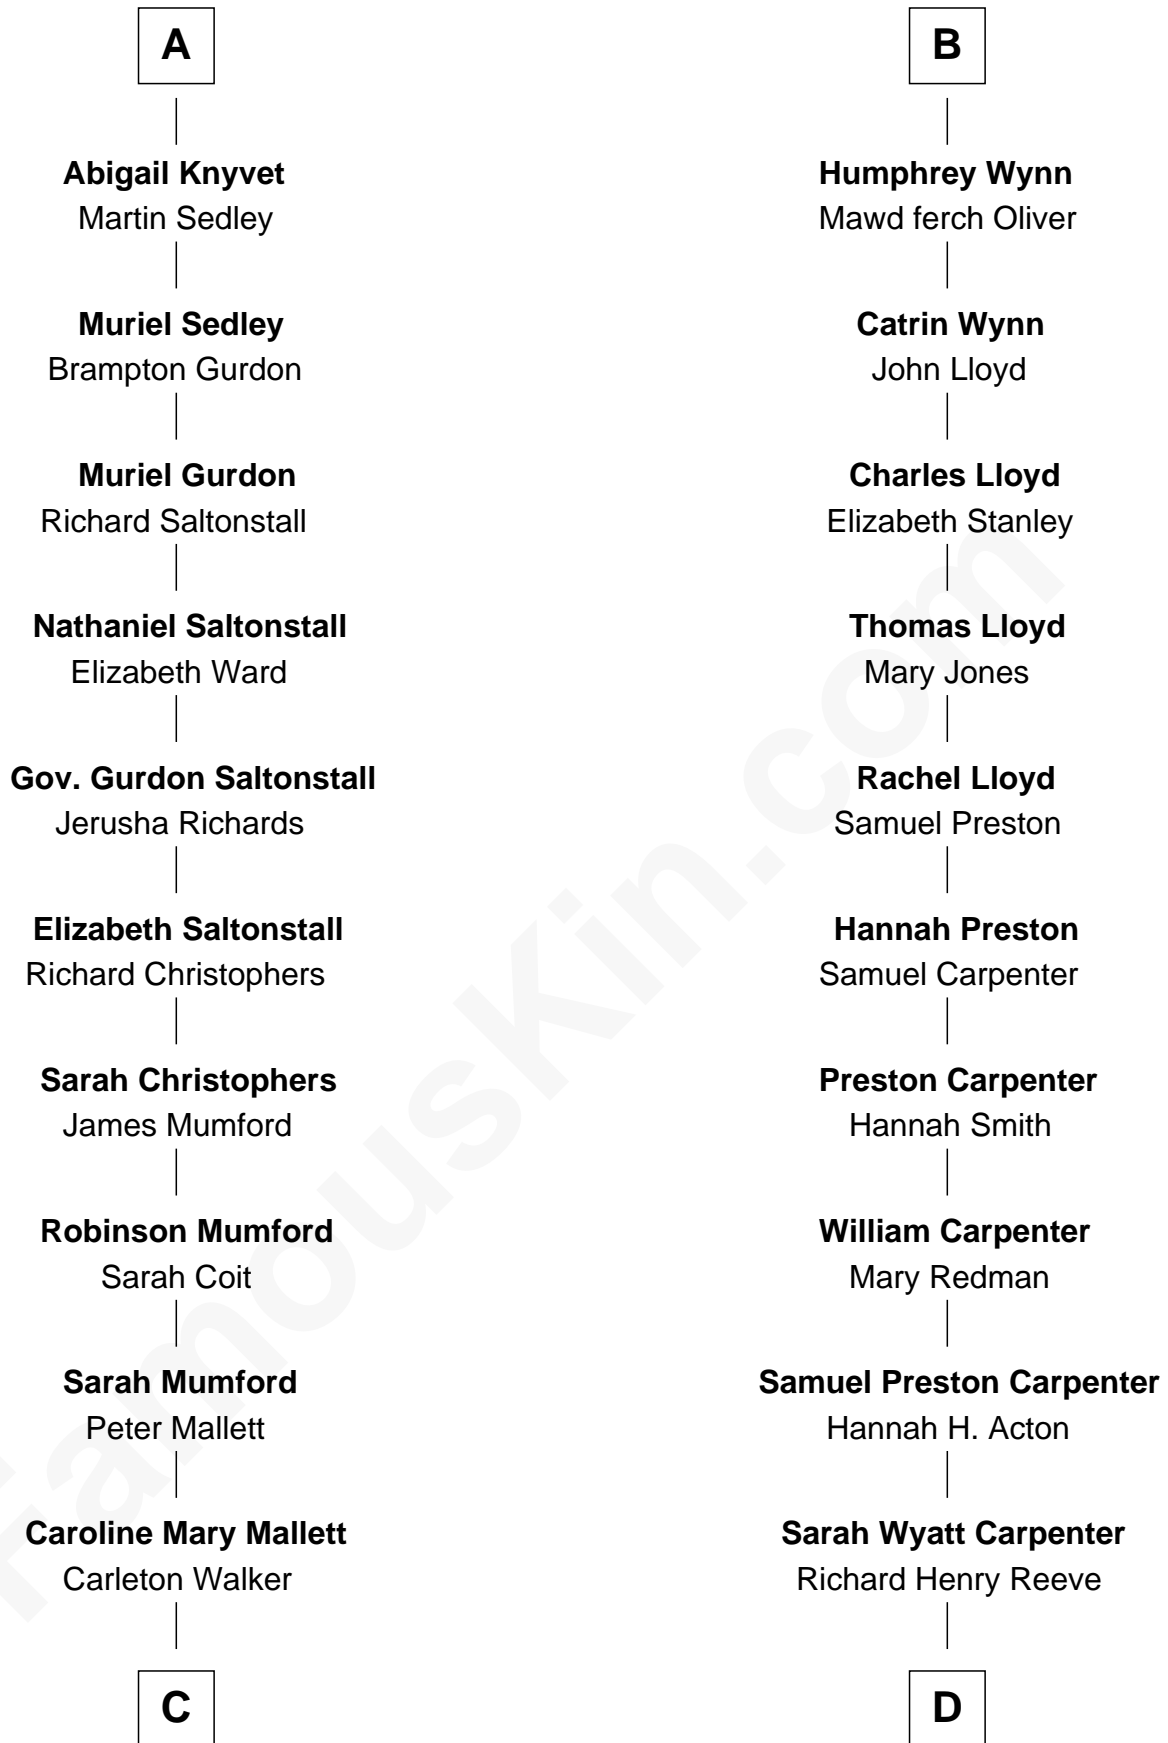 A
Abigail Knyvet
Martin Sedley
Muriel Sedley
Brampton Gurdon
Muriel Gurdon
Richard Saltonstall
Nathaniel Saltonstall
Elizabeth Ward
Gov. Gurdon Saltonstall
Jerusha Richards
Elizabeth Saltonstall
Richard Christophers
Sarah Christophers
James Mumford
Robinson Mumford
Sarah Coit
Sarah Mumford
Peter Mallett
Caroline Mary Mallett
Carleton Walker
C
B
Humphrey Wynn
Mawd ferch Oliver
Catrin Wynn
John Lloyd
Charles Lloyd
Elizabeth Stanley
Thomas Lloyd
Mary Jones
Rachel Lloyd
Samuel Preston
Hannah Preston
Samuel Carpenter
Preston Carpenter
Hannah Smith
William Carpenter
Mary Redman
Samuel Preston Carpenter
Hannah H. Acton
Sarah Wyatt Carpenter
Richard Henry Reeve
D
FamousKin.com